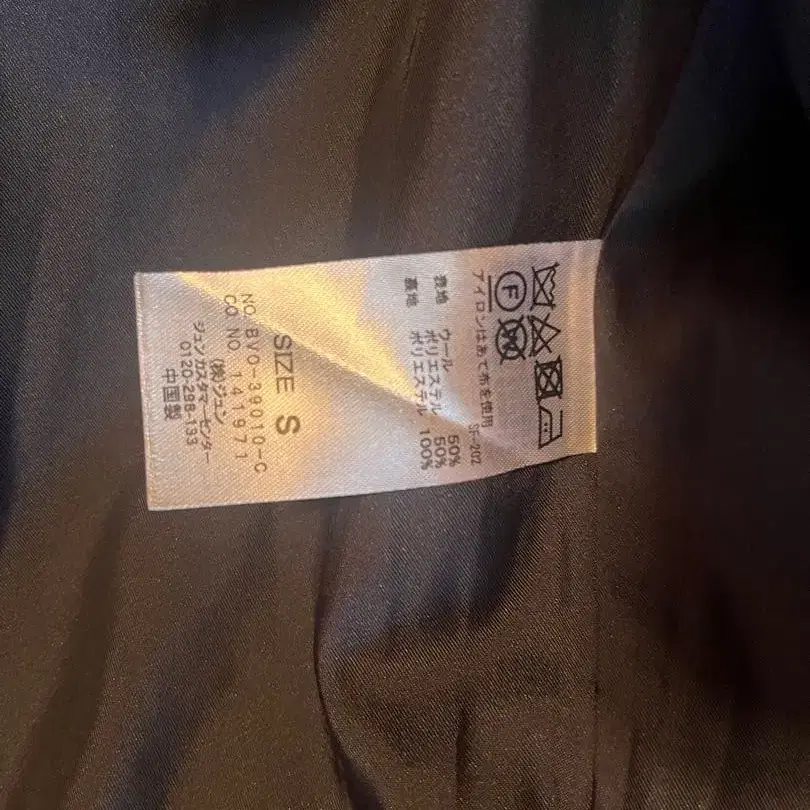 F W
アイロンはあて布を使用 SF-202
表地 ウール 50%
ポリエステル 50%
裏地 ポリエステル 100%
SIZE S
NO. BVO-39010-C
CO.NO 141971
(株)ジュン
ジュンカスタマーセンター
0120-298-133
中国製